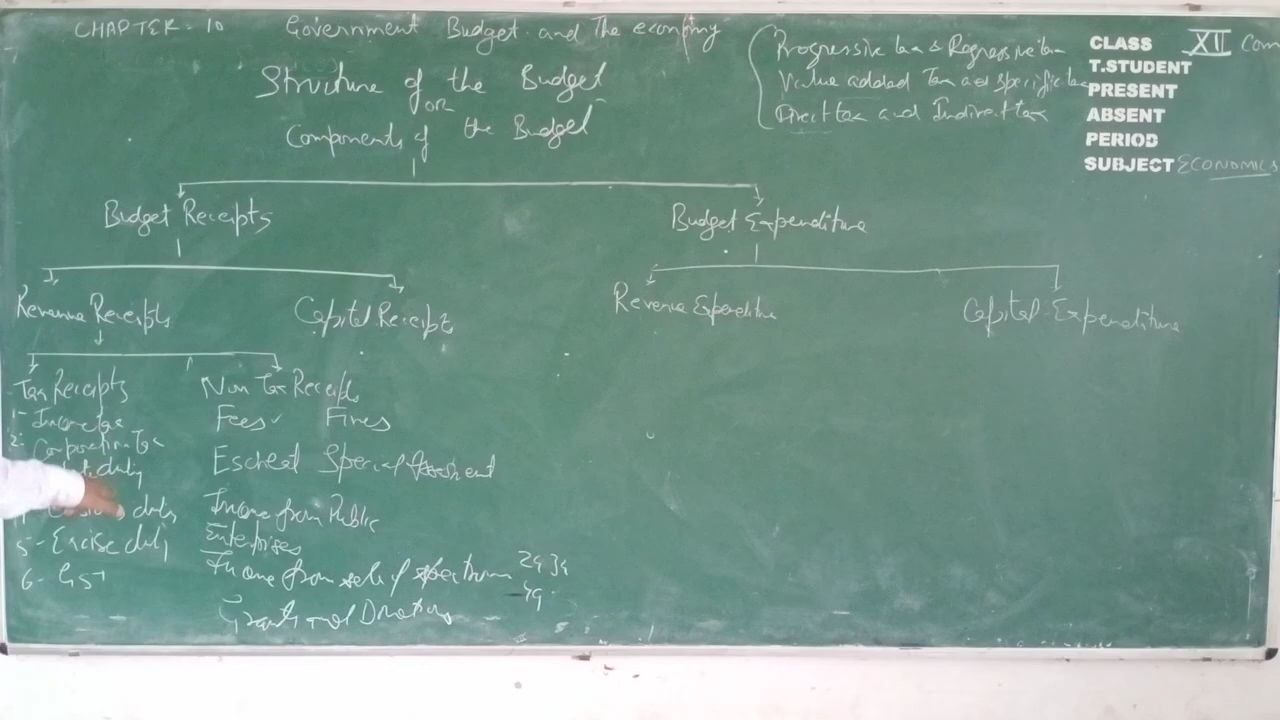 CHAPTER - 10 Government Budget and The economy
Structure of the Budget
or
Components of the Budget
Progressive tax & Regressive tax
Value added Tax and specific tax
Direct tax and Indirect tax
CLASS XII Com
T.STUDENT
PRESENT
ABSENT
PERIOD
SUBJECT ECONOMICS
Budget Receipts Budget Expenditure
Revenue Receipts Capital Receipts Revenue Expenditure Capital Expenditure
Tax Receipts Non Tax Receipts
1- Income tax Fees Fines
2- Corporation Tax
duty Escheat Special Assessment
duty Income from Public
5- Excise duty Enterprises
6- GST Income from sale of spectrum 2G 3G
4G
Grants and Donations